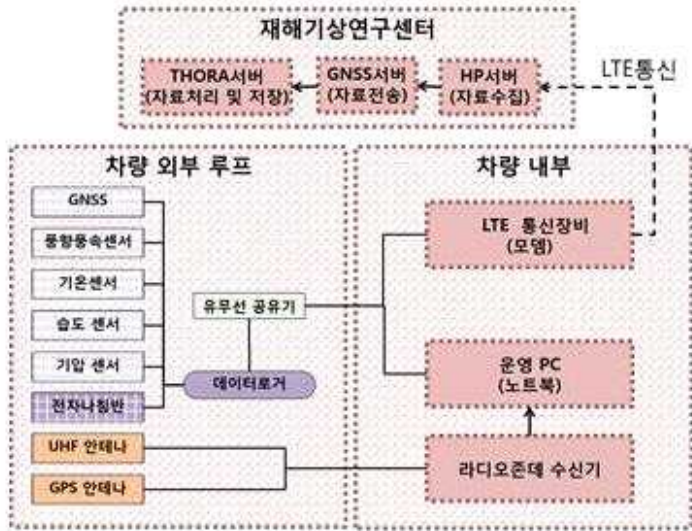 재해기상연구센터
THORA서버
(자료처리 및 저장)
GNSS서버
(자료전송)
HP서버
(자료수집)
LTE통신
차량 외부 루프
GNSS
풍향풍속센서
기온센서
습도 센서
기압 센서
전자나침반
UHF 안테나
GPS 안테나
유무선 공유기
데이터로거
차량 내부
LTE 통신장비
(모뎀)
운영 PC
(노트북)
라디오존데 수신기